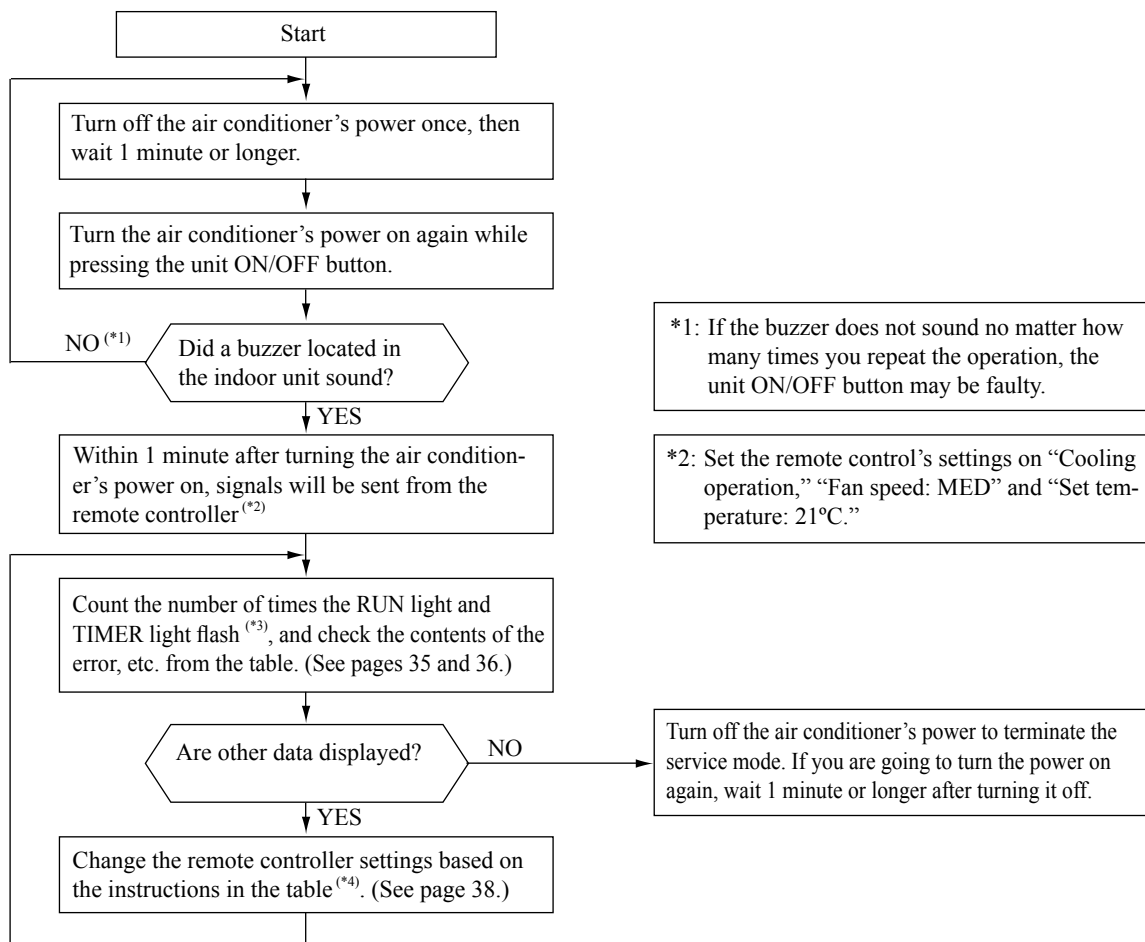 Start
Turn off the air conditioner’s power once, then
wait 1 minute or longer.
Turn the air conditioner’s power on again while
pressing the unit ON/OFF button.
NO (*1)
Did a buzzer located in
the indoor unit sound?
YES
*1: If the buzzer does not sound no matter how
many times you repeat the operation, the
unit ON/OFF button may be faulty.
Within 1 minute after turning the air condition-
er’s power on, signals will be sent from the
remote controller (*2)
*2: Set the remote control’s settings on “Cooling
operation,” “Fan speed: MED” and “Set tem-
perature: 21ºC.”
Count the number of times the RUN light and
TIMER light flash (*3), and check the contents of the
error, etc. from the table. (See pages 35 and 36.)
Are other data displayed?
NO
Turn off the air conditioner’s power to terminate the
service mode. If you are going to turn the power on
again, wait 1 minute or longer after turning it off.
YES
Change the remote controller settings based on
the instructions in the table (*4). (See page 38.)